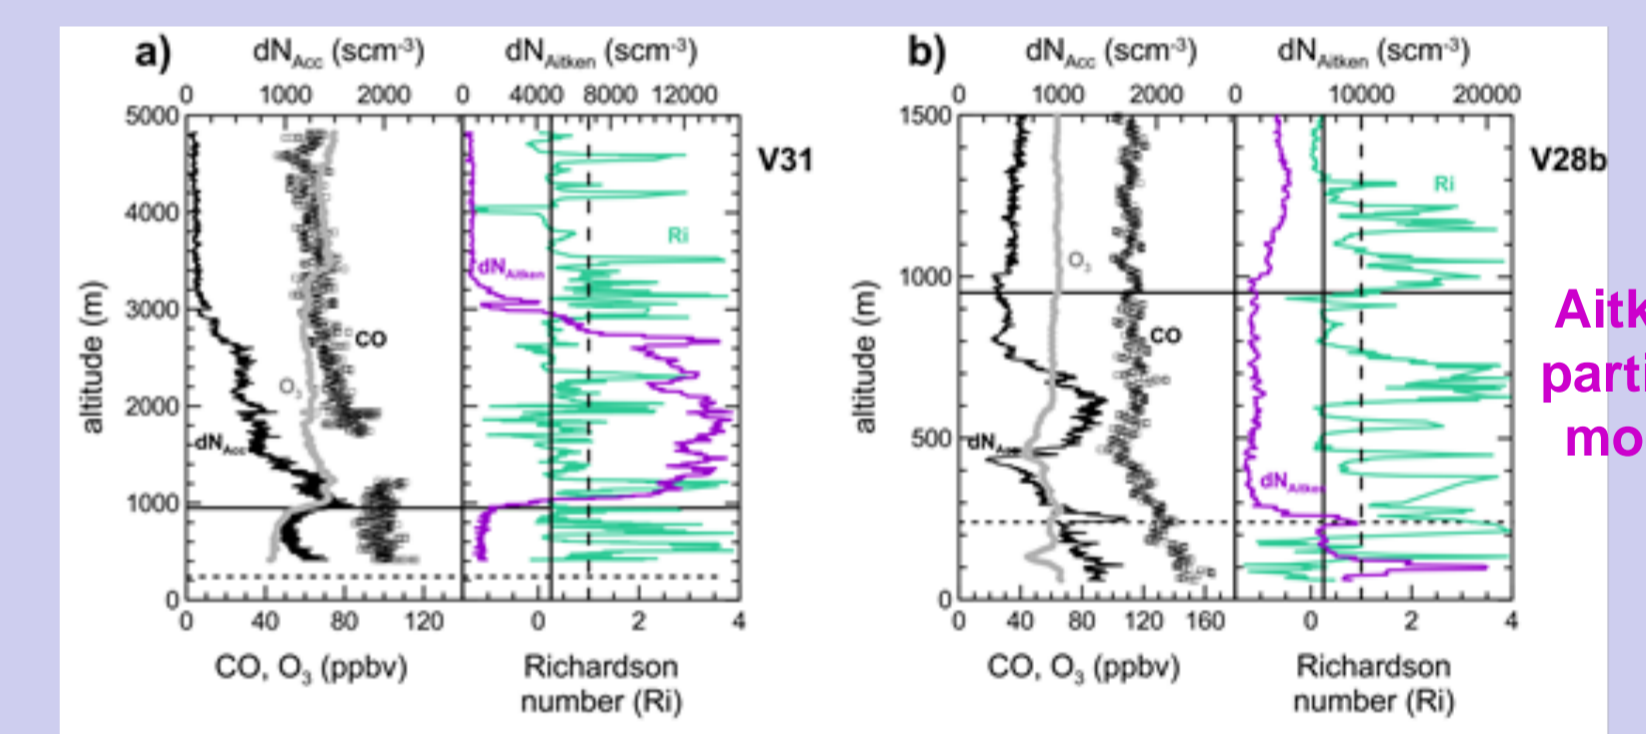 a)
dN_Acc (scm⁻³)
dN_Aitken (scm⁻³)
0 1000 2000
0 4000 8000 12000
5000
4000
3000
2000
1000
0
altitude (m)
dN_Aitken
Ri
CO
O₃
dN_Acc
V31
0 40 80 120
0 2 4
CO, O₃ (ppbv)
Richardson
number (Ri)
b)
dN_Acc (scm⁻³)
dN_Aitken (scm⁻³)
0 1000 2000
0 10000 20000
1500
1000
500
0
altitude (m)
Ri
O₃
CO
dN_Acc
dN_Aitken
V28b
0 40 80 120 160
0 2 4
CO, O₃ (ppbv)
Richardson
number (Ri)
Aitk
parti
mo